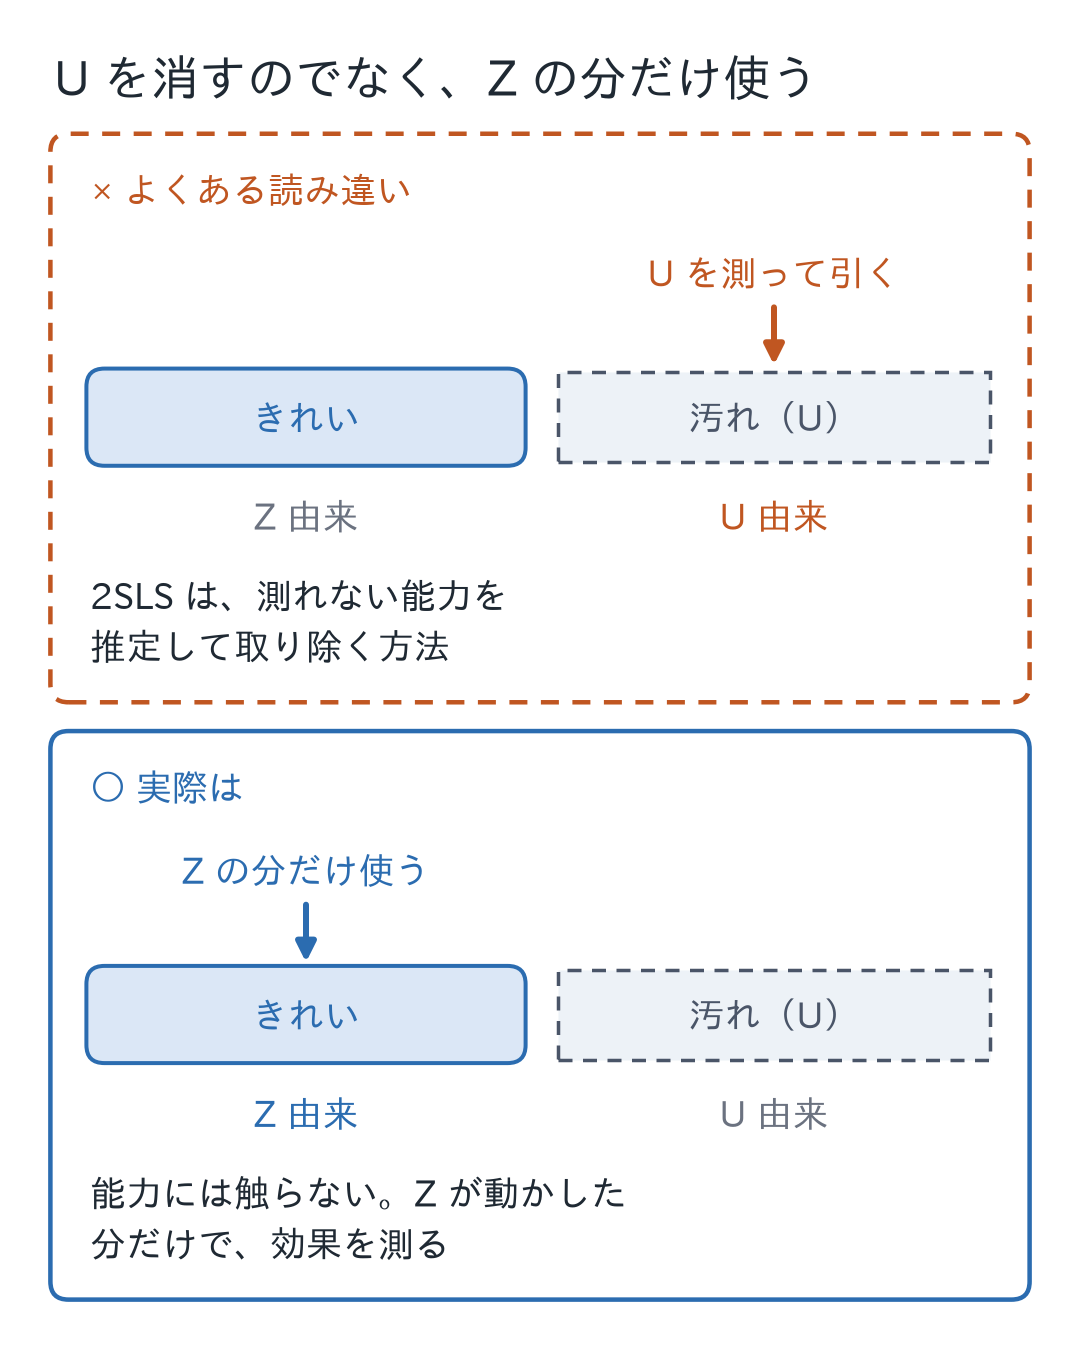 U を消すのでなく、Z の分だけ使う
× よくある読み違い
U を測って引く
きれい
汚れ（U）
Z 由来
U 由来
2SLS は、測れない能力を
推定して取り除く方法
○ 実際は
Z の分だけ使う
きれい
汚れ（U）
Z 由来
U 由来
能力には触らない。Z が動かした
分だけで、効果を測る